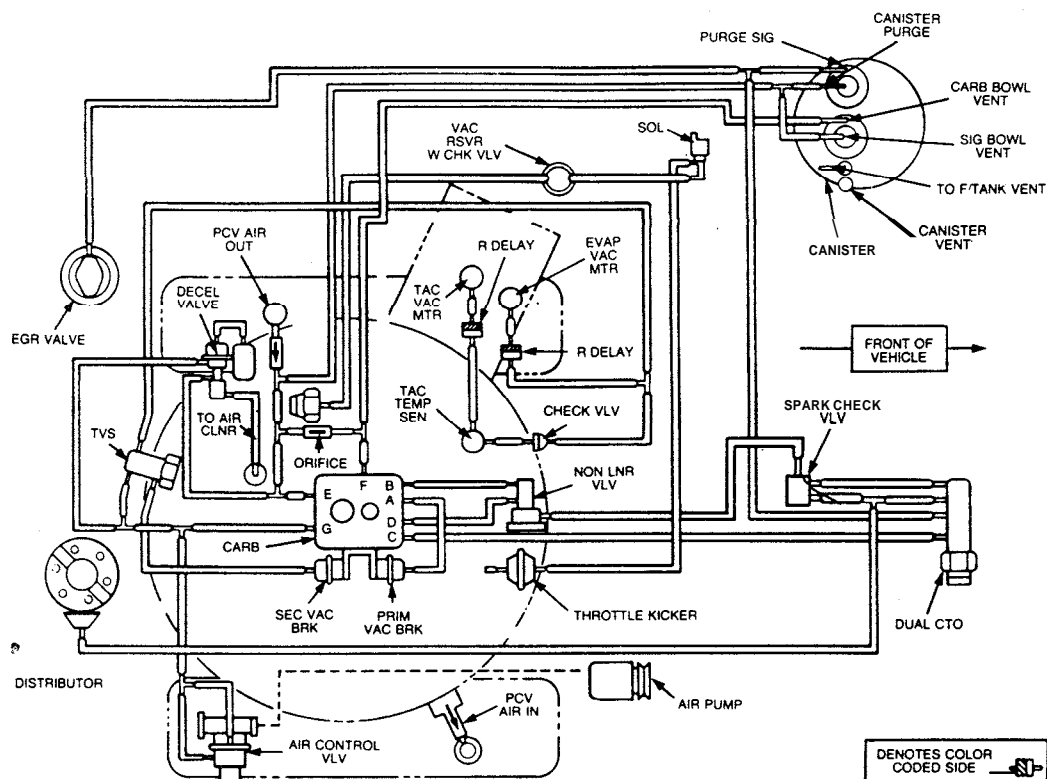 CANISTER
PURGE
PURGE SIG
CARB BOWL
VENT
SOL
VAC
RSVR
W CHK VLV
SIG BOWL
VENT
TO F/TANK VENT
CANISTER
VENT
CANISTER
PCV AIR
OUT
R DELAY
EVAP
VAC
MTR
TAC
VAC
MTR
DECEL
VALVE
EGR VALVE
R DELAY
FRONT OF
VEHICLE
TAC
TEMP
SEN
CHECK VLV
SPARK CHECK
VLV
TO AIR
CLNR
TVS
ORIFICE
NON LNR
VLV
F
B
E
A
D
G
C
CARB
SEC VAC
BRK
PRIM
VAC BRK
THROTTLE KICKER
DUAL CTO
DISTRIBUTOR
AIR PUMP
PCV
AIR IN
AIR CONTROL
VLV
DENOTES COLOR
CODED SIDE